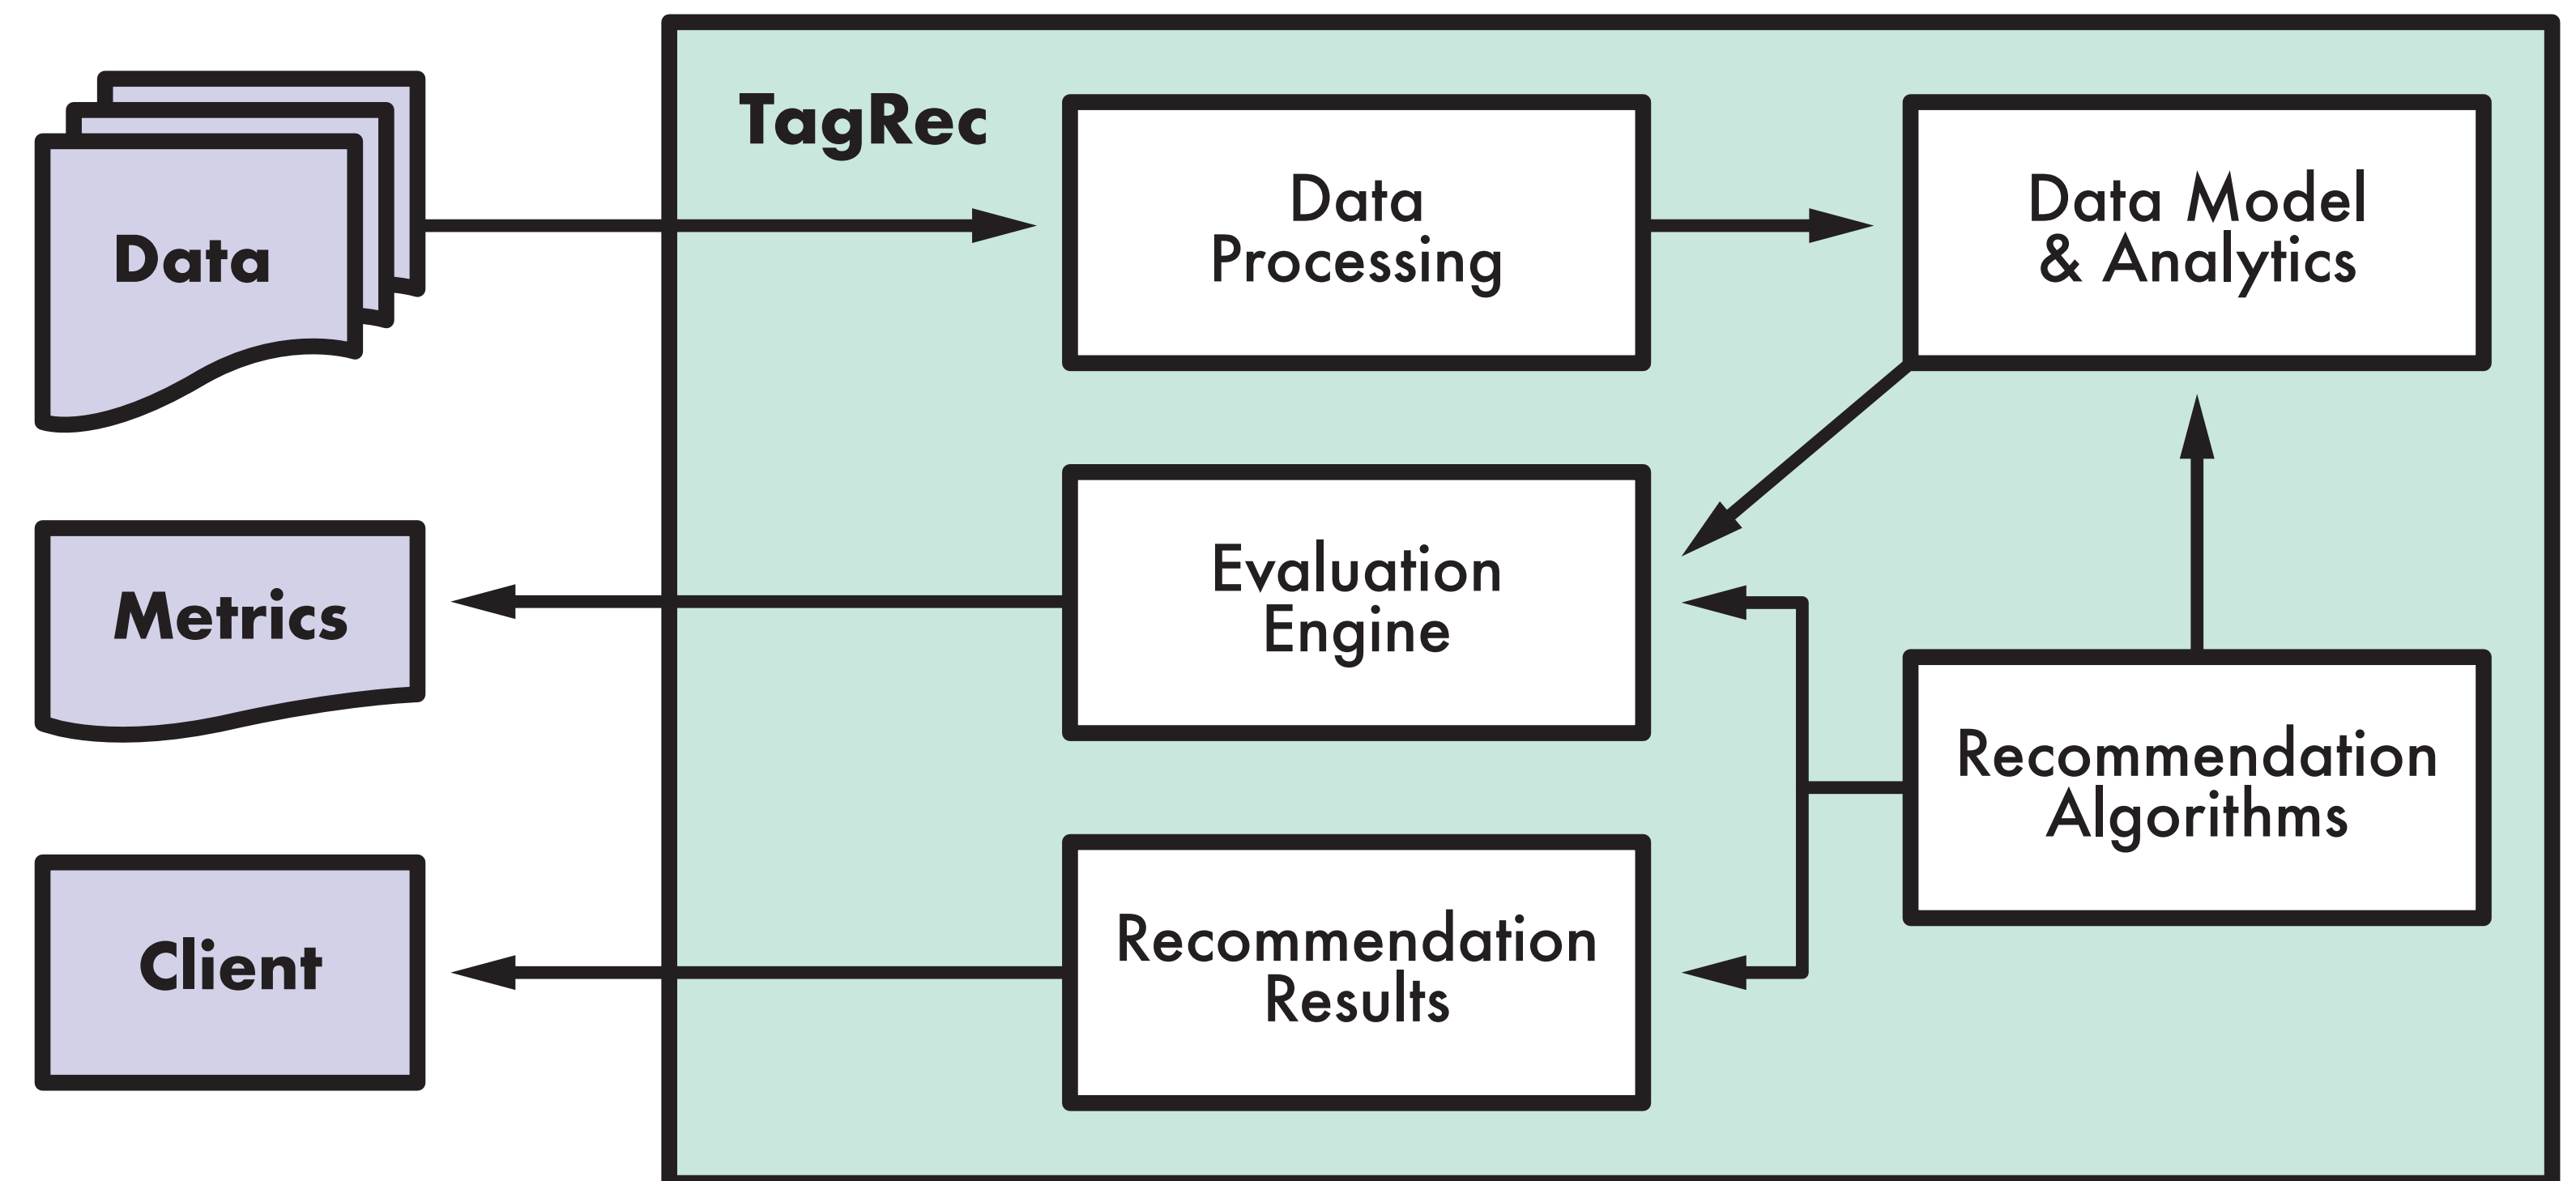 TagRec
Data
Data
Processing
Data Model
& Analytics
Metrics
Evaluation
Engine
Recommendation
Algorithms
Client
Recommendation
Results